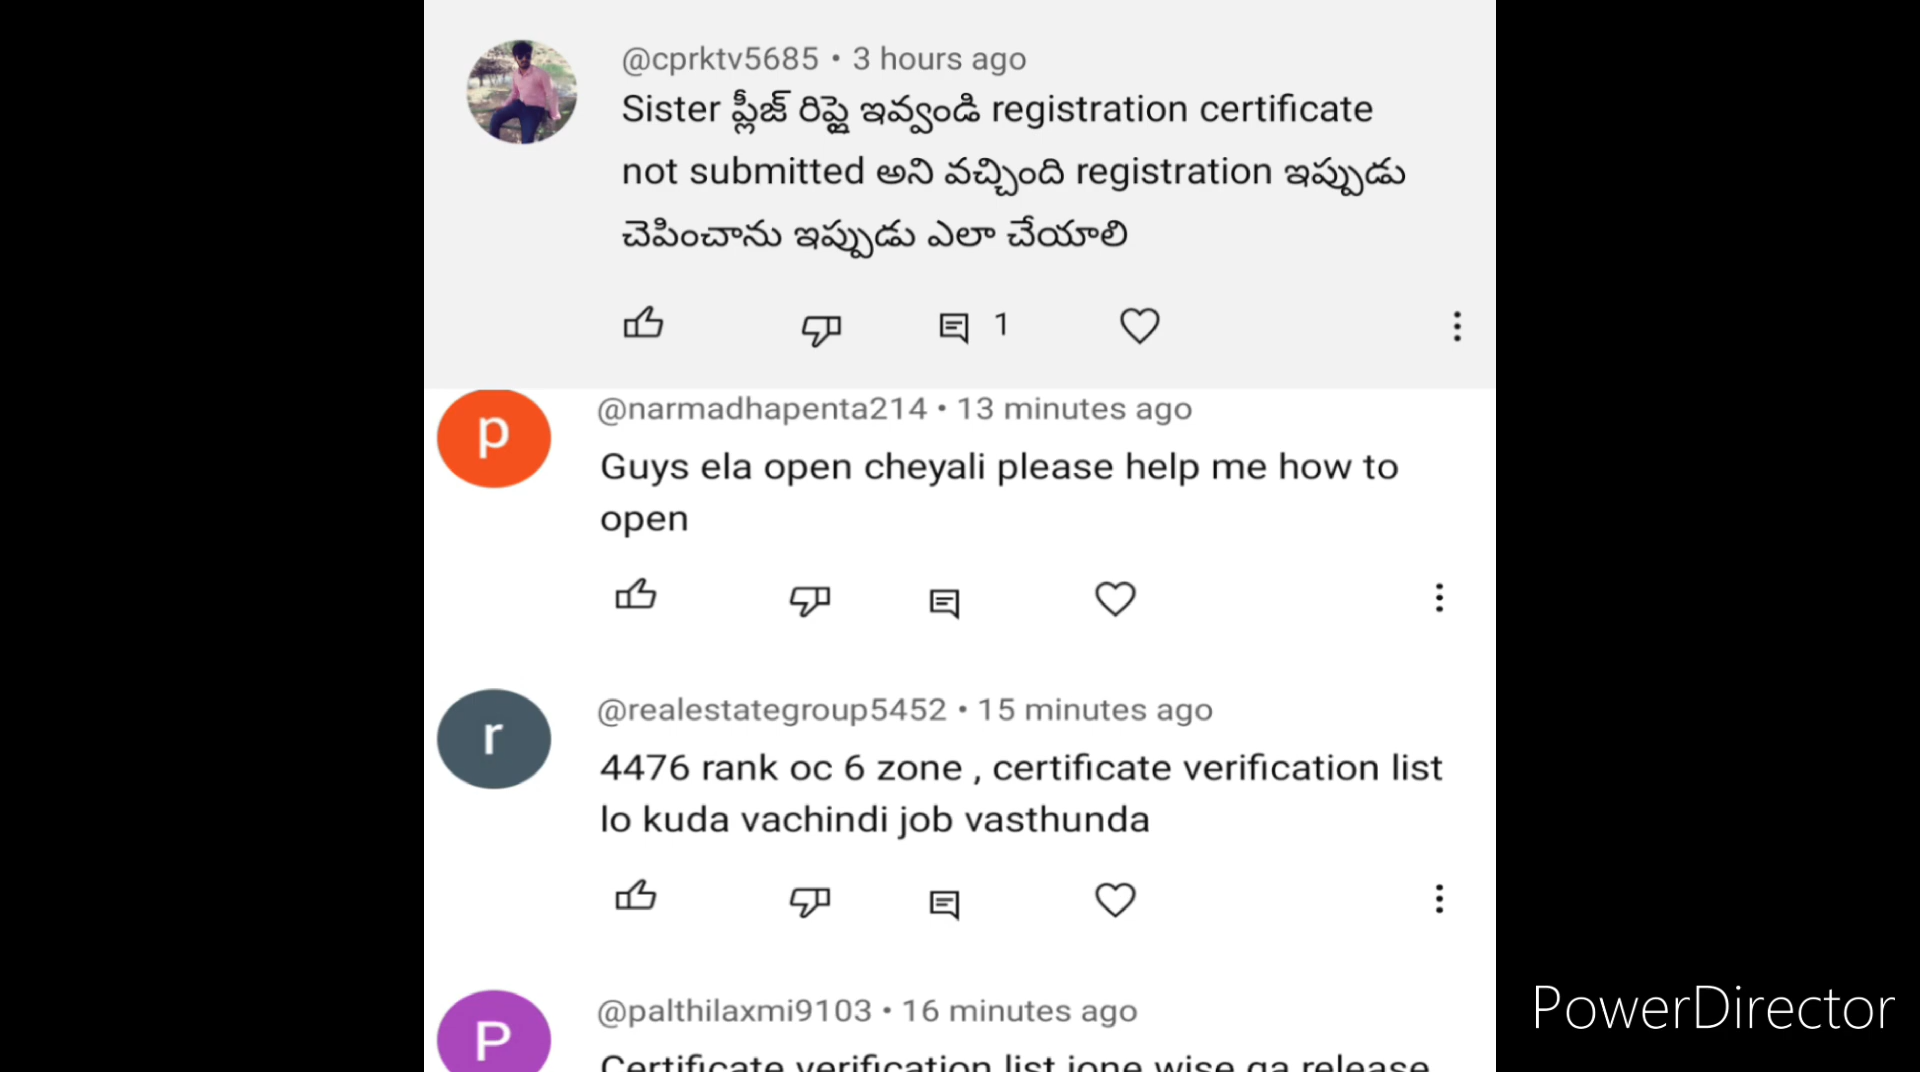 @cprktv5685 • 3 hours ago
Sister ప్లీజ్ రిప్లై ఇవ్వండి registration certificate
not submitted అని వచ్చింది registration ఇప్పుడు
చెపించాను ఇప్పుడు ఎలా చేయాలి
1
p
@narmadhapenta214 • 13 minutes ago
Guys ela open cheyali please help me how to
open
r
@realestategroup5452 • 15 minutes ago
4476 rank oc 6 zone , certificate verification list
lo kuda vachindi job vasthunda
P
@palthilaxmi9103 • 16 minutes ago
Certificate verification list jone wise ga release
PowerDirector